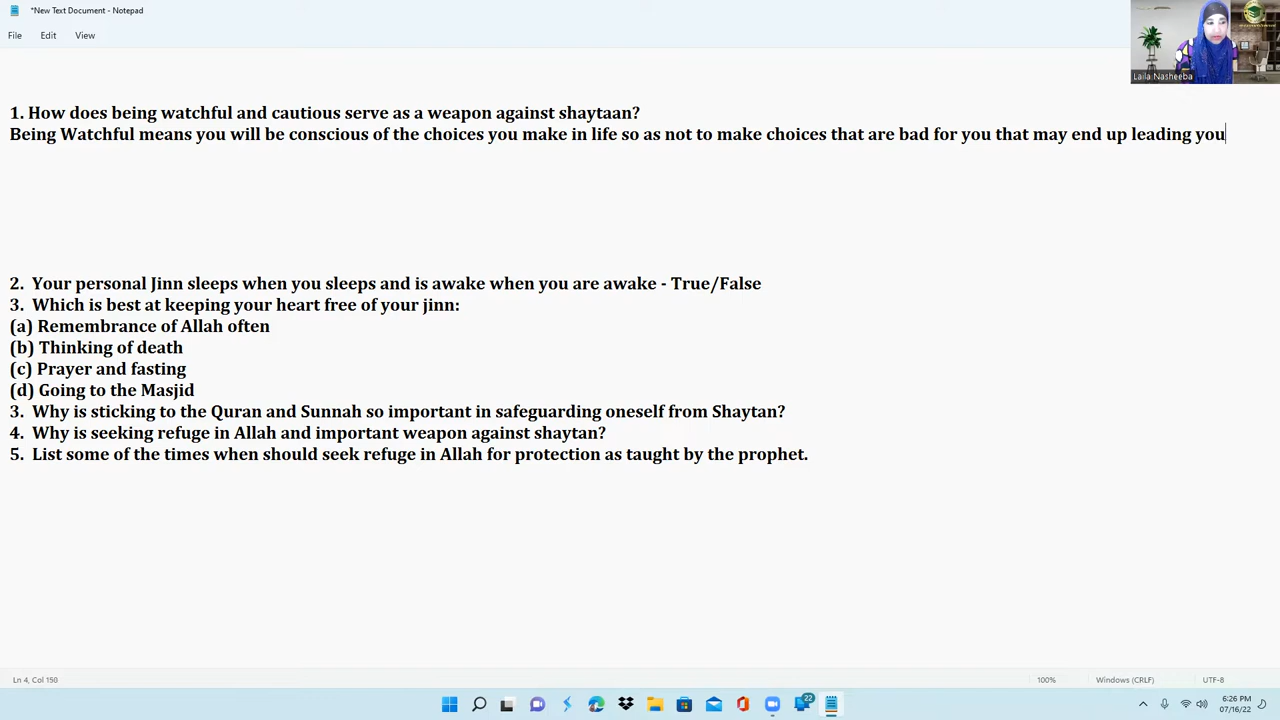 *New Text Document - Notepad
File Edit View
Laila Nasheeba
1. How does being watchful and cautious serve as a weapon against shaytaan?
Being Watchful means you will be conscious of the choices you make in life so as not to make choices that are bad for you that may end up leading you
2. Your personal Jinn sleeps when you sleeps and is awake when you are awake - True/False
3. Which is best at keeping your heart free of your jinn:
(a) Remembrance of Allah often
(b) Thinking of death
(c) Prayer and fasting
(d) Going to the Masjid
3. Why is sticking to the Quran and Sunnah so important in safeguarding oneself from Shaytan?
4. Why is seeking refuge in Allah and important weapon against shaytan?
5. List some of the times when should seek refuge in Allah for protection as taught by the prophet.
Ln 4, Col 150 100% Windows (CRLF) UTF-8
22
6:26 PM
07/16/22